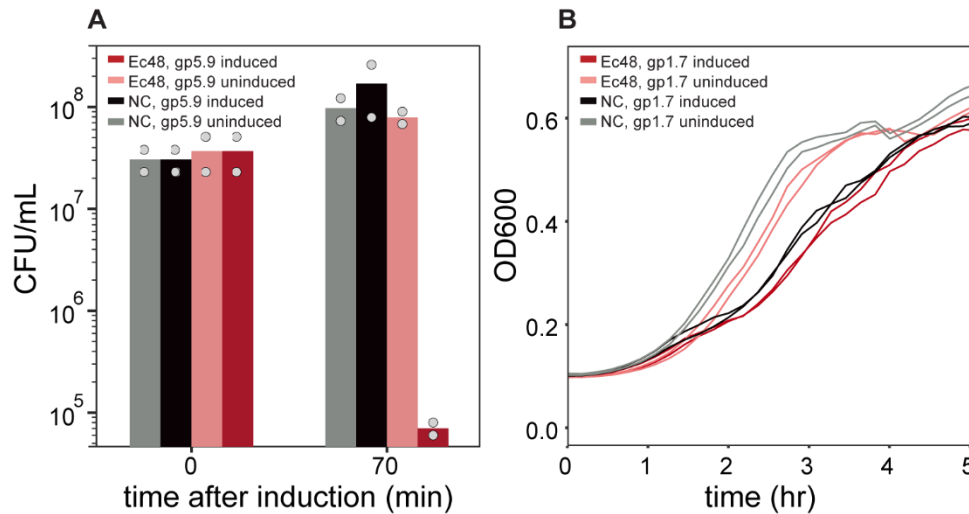 A
Ec48, gp5.9 induced
Ec48, gp5.9 uninduced
NC, gp5.9 induced
NC, gp5.9 uninduced
CFU/mL
10^8
10^7
10^6
10^5
0
70
time after induction (min)
B
Ec48, gp1.7 induced
Ec48, gp1.7 uninduced
NC, gp1.7 induced
NC, gp1.7 uninduced
OD600
0.6
0.4
0.2
0.0
0 1 2 3 4 5
time (hr)